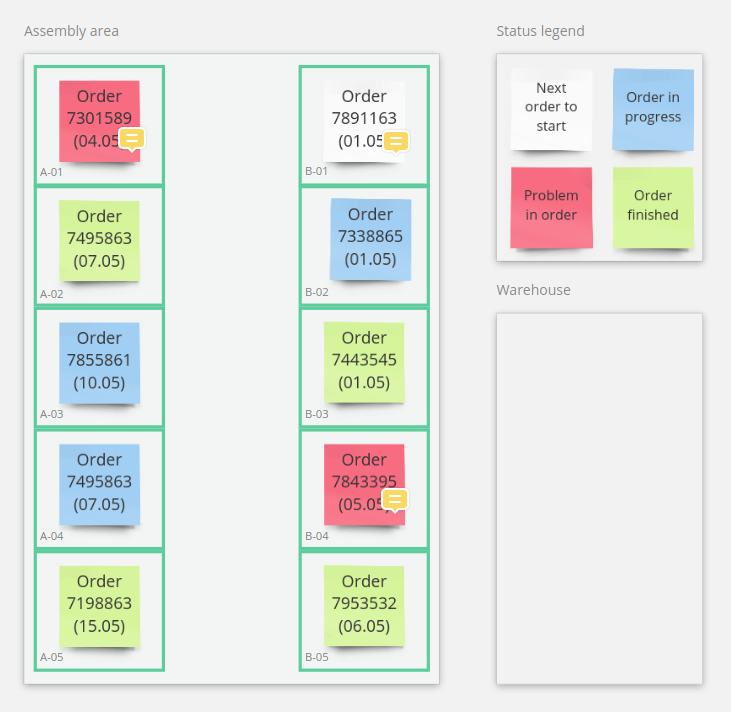 Assembly area
Order
7301589
(04.05
A-01
Order
7495863
(07.05)
A-02
Order
7855861
(10.05)
A-03
Order
7495863
(07.05)
A-04
Order
7198863
(15.05)
A-05
Order
7891163
(01.05
B-01
Order
7338865
(01.05)
B-02
Order
7443545
(01.05)
B-03
Order
7843395
(05.05
B-04
Order
7953532
(06.05)
B-05
Status legend
Next
order to
start
Order in
progress
Problem
in order
Order
finished
Warehouse